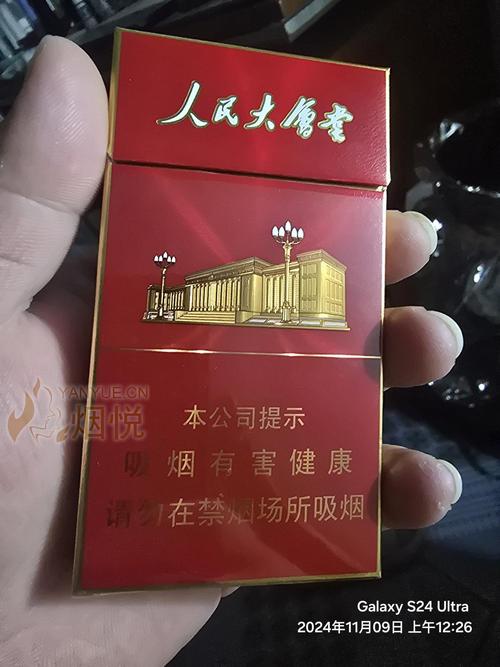 人民大會堂
YANYUE.CN
烟悦
本公司提示
吸烟有害健康
请勿在禁烟场所吸烟
Galaxy S24 Ultra
2024年11月09日 上午12:26